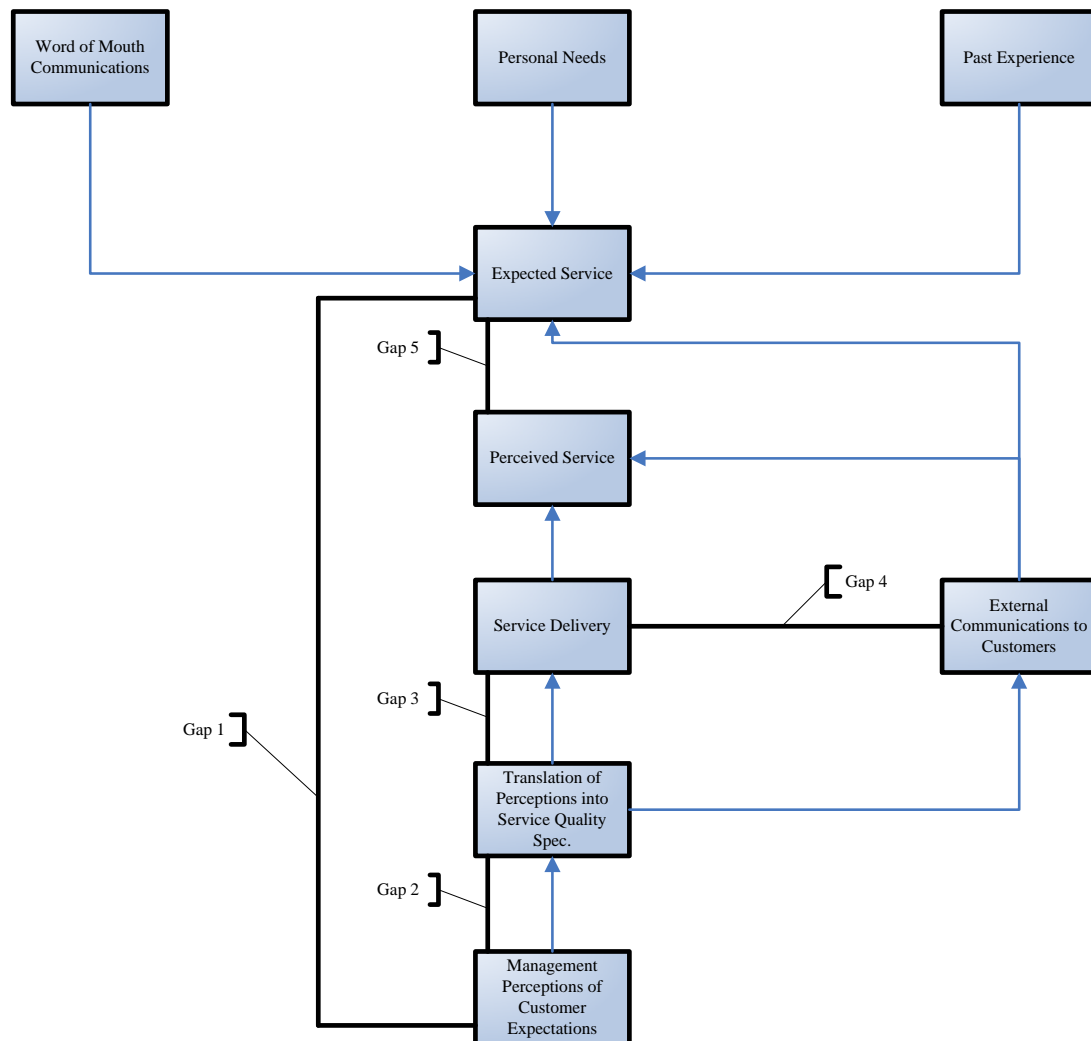 Word of Mouth
Communications
Personal Needs
Past Experience
Expected Service
Gap 5
Perceived Service
Gap 4
Service Delivery
External
Communications to
Customers
Gap 3
Gap 1
Translation of
Perceptions into
Service Quality
Spec.
Gap 2
Management
Perceptions of
Customer
Expectations